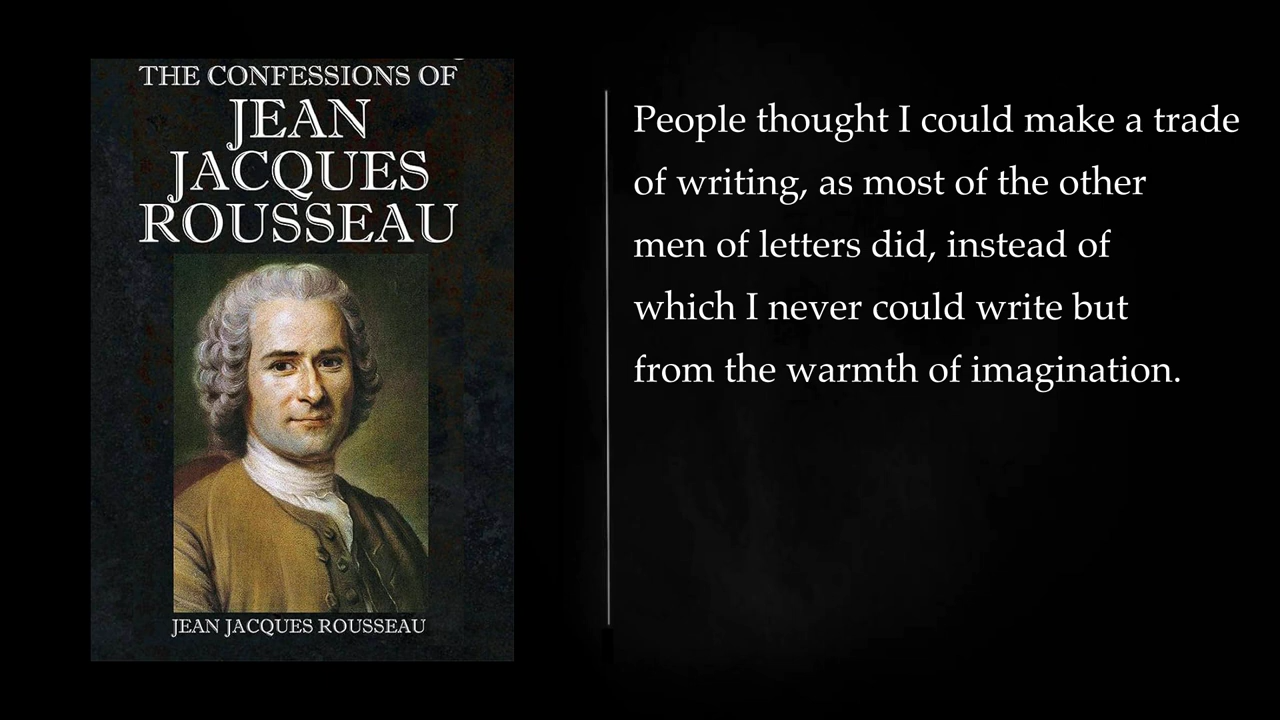 THE CONFESSIONS OF
JEAN
JACQUES
ROUSSEAU
JEAN JACQUES ROUSSEAU
People thought I could make a trade
of writing, as most of the other
men of letters did, instead of
which I never could write but
from the warmth of imagination.